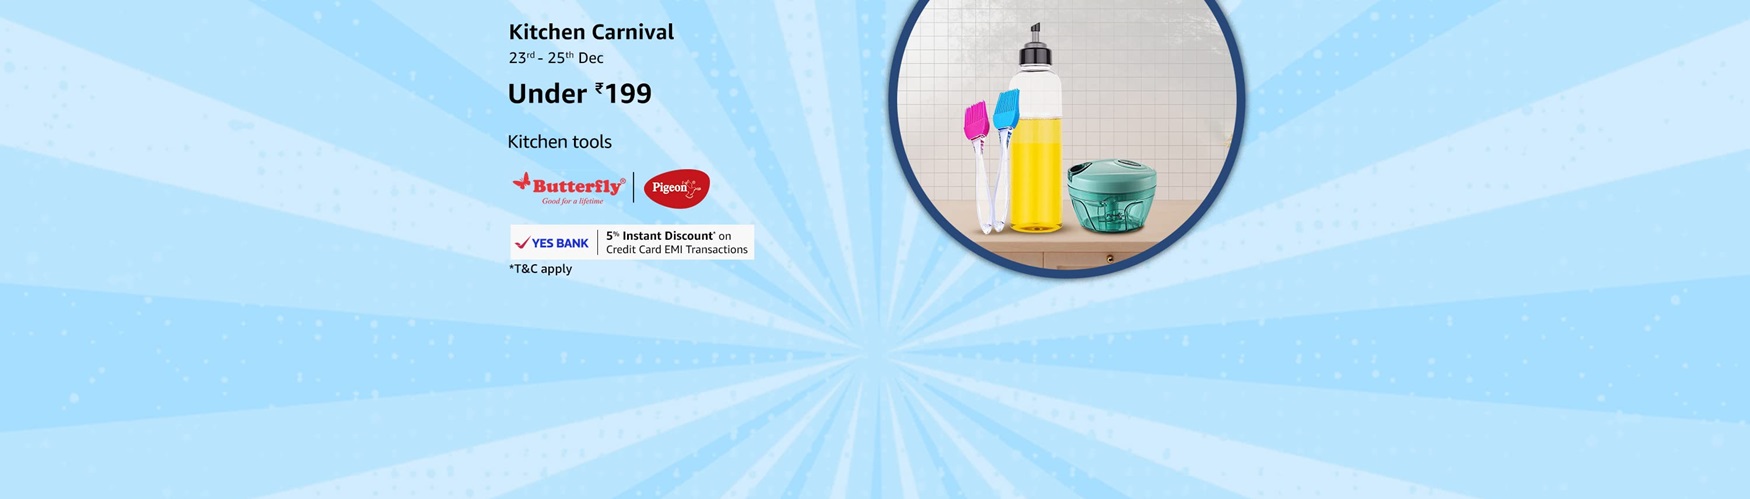 Kitchen Carnival
23rd - 25th Dec
Under ₹199
Kitchen tools
Butterfly®
Good for a lifetime
Pigeon
YES BANK
5% Instant Discount* on
Credit Card EMI Transactions
*T&C apply